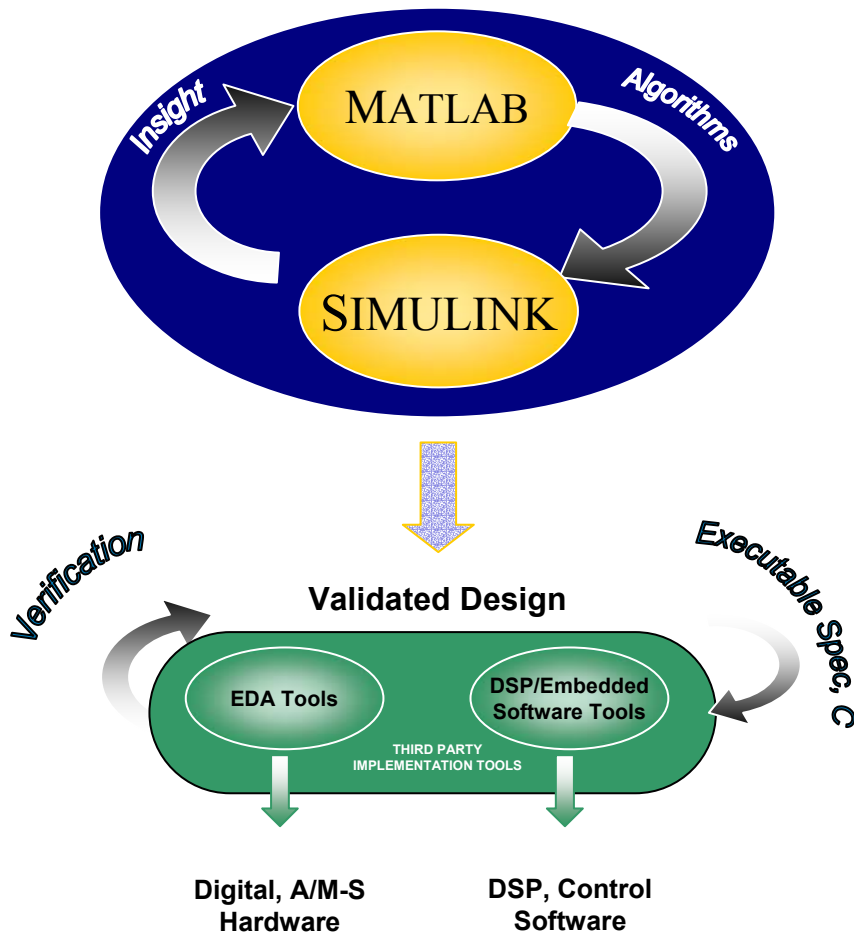 Insight
MATLAB
Algorithms
SIMULINK
Verification
Executable Spec, C
Validated Design
EDA Tools
DSP/Embedded
Software Tools
THIRD PARTY
IMPLEMENTATION TOOLS
Digital, A/M-S
Hardware
DSP, Control
Software